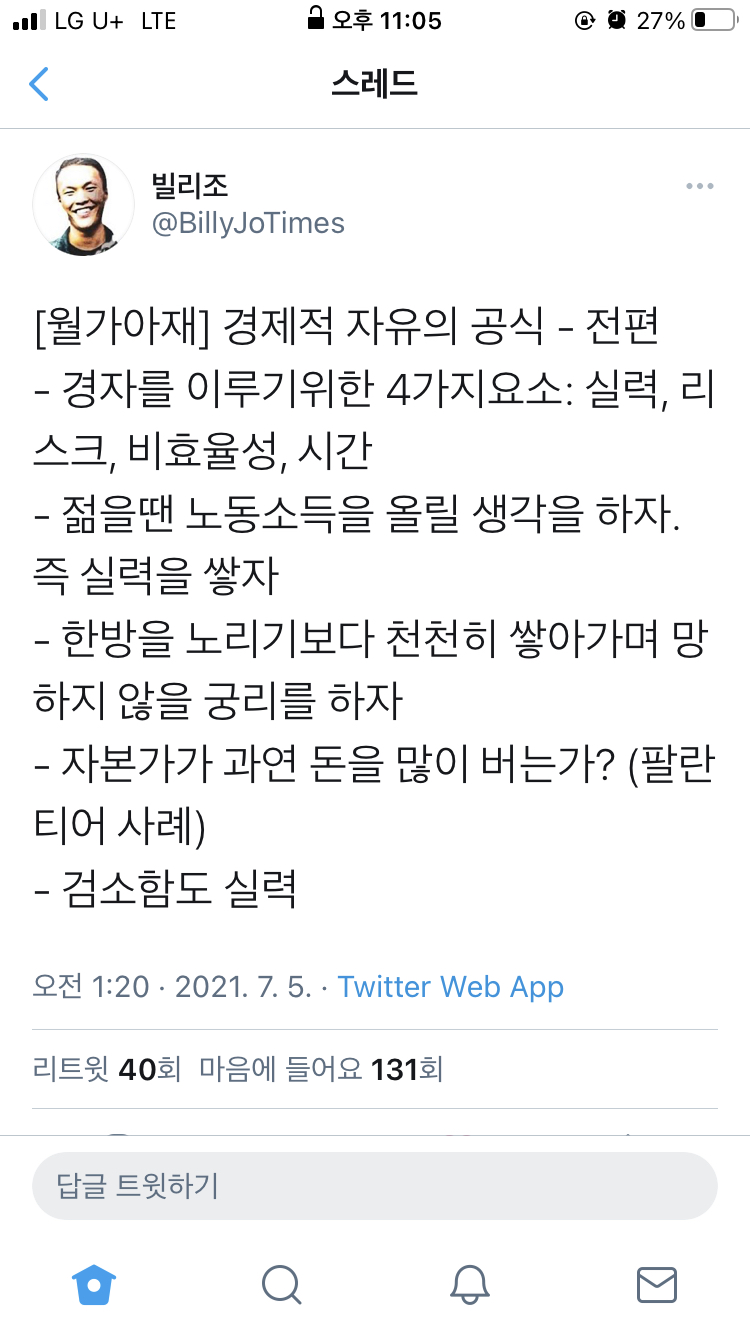 LG U+ LTE 오후 11:05 27%
스레드
빌리조
@BillyJoTimes
[월가아재] 경제적 자유의 공식 - 전편
- 경자를 이루기위한 4가지요소: 실력, 리
스크, 비효율성, 시간
- 젊을땐 노동소득을 올릴 생각을 하자.
즉 실력을 쌓자
- 한방을 노리기보다 천천히 쌓아가며 망
하지 않을 궁리를 하자
- 자본가가 과연 돈을 많이 버는가? (팔란
티어 사례)
- 검소함도 실력
오전 1:20 · 2021. 7. 5. · Twitter Web App
리트윗 40회 마음에 들어요 131회
답글 트윗하기